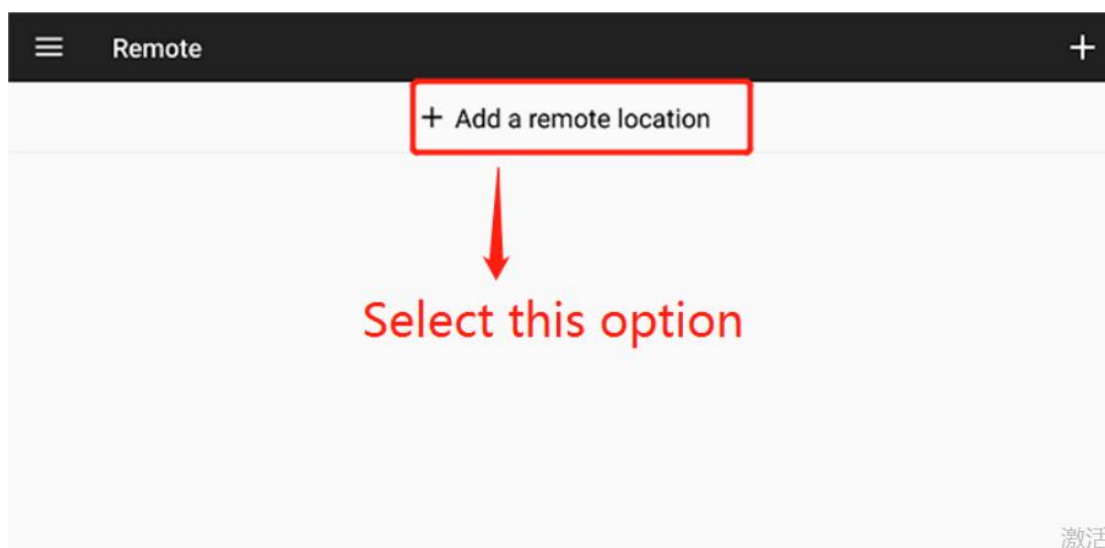 Remote
+ Add a remote location
Select this option
激活